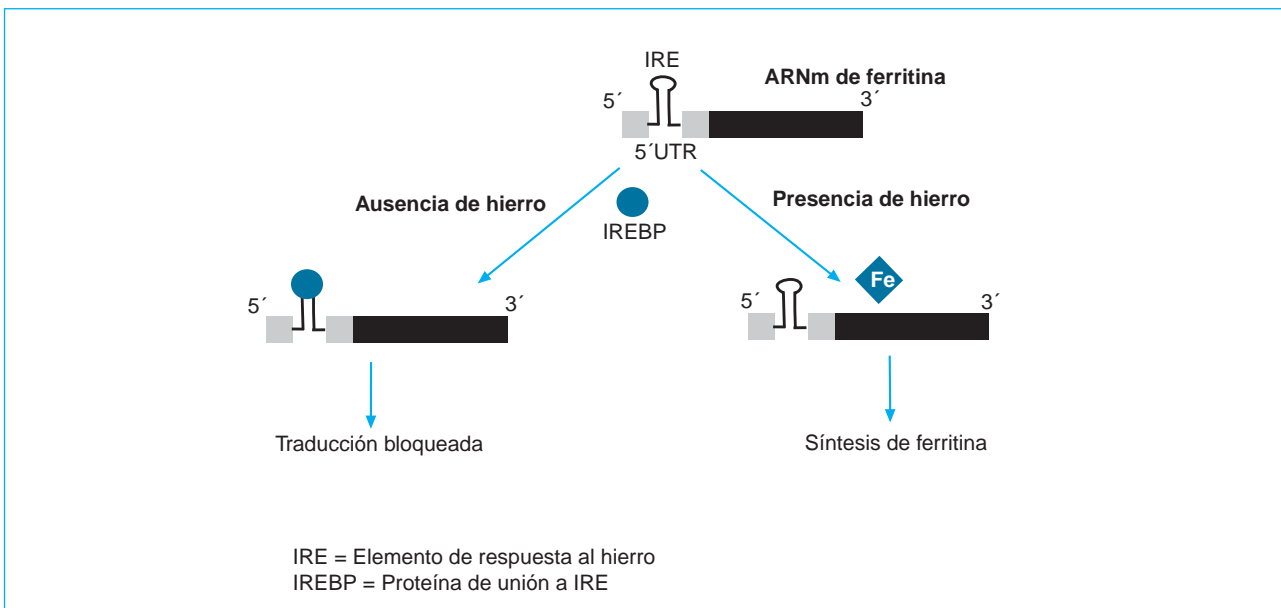 IRE
ARNm de ferritina
5´
3´
5´UTR
Ausencia de hierro
Presencia de hierro
IREBP
Fe
5´
3´
5´
3´
Traducción bloqueada
Síntesis de ferritina
IRE = Elemento de respuesta al hierro
IREBP = Proteína de unión a IRE